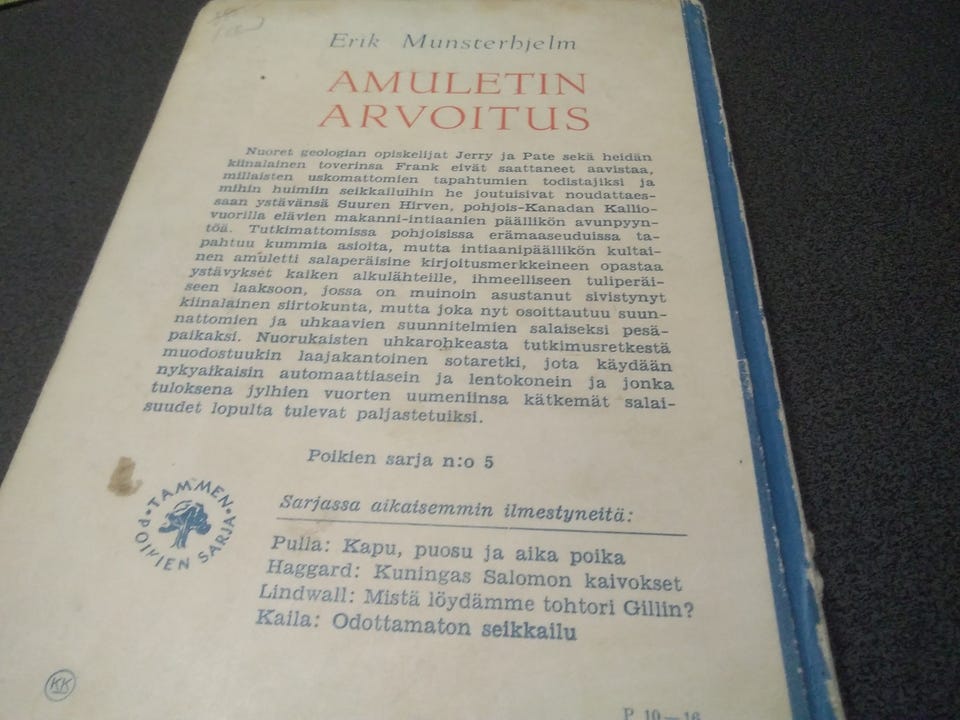 Erik Munsterhjelm
AMULETIN
ARVOITUS
Nuoret geologian opiskelijat Jerry ja Pate sekä heidän
kiinalainen toverinsa Frank eivät saattaneet aavistaa,
millaisten uskomattomien tapahtumien todistajiksi ja
mihin huimiin seikkailuihin he joutuisivat noudattaes-
saan ystävänsä Suuren Hirven, pohjois-Kanadan Kallio-
vuorilla elävien makanni-intiaanien päällikön avunpyyn-
töä. Tutkimattomissa pohjoisissa erämaaseuduissa ta-
pahtuu kummia asioita, mutta intiaanipäällikön kultai-
nen amuletti salaperäisine kirjoitusmerkkeineen opastaa
ystävykset kaiken alkulähteille, ihmeelliseen tuliperäi-
seen laaksoon, jossa on muinoin asustanut sivistynyt
kiinalainen siirtokunta, mutta joka nyt osoittautuu suun-
nattomien ja uhkaavien suunnitelmien salaiseksi pesä-
paikaksi. Nuorukaisten uhkarohkeasta tutkimusretkestä
muodostuukin laajakantoinen sotaretki, jota käydään
nykyaikaisin automaattiasein ja lentokonein ja jonka
tuloksena jylhien vuorten uumeniinsa kätkemät salai-
suudet lopulta tulevat paljastetuiksi.
Poikien sarja n:o 5
TAMMEN POIKIEN SARJA
Sarjassa aikaisemmin ilmestyneitä:
Pulla: Kapu, puosu ja aika poika
Haggard: Kuningas Salomon kaivokset
Lindwall: Mistä löydämme tohtori Gillin?
Kaila: Odottamaton seikkailu
KK
P 10—16